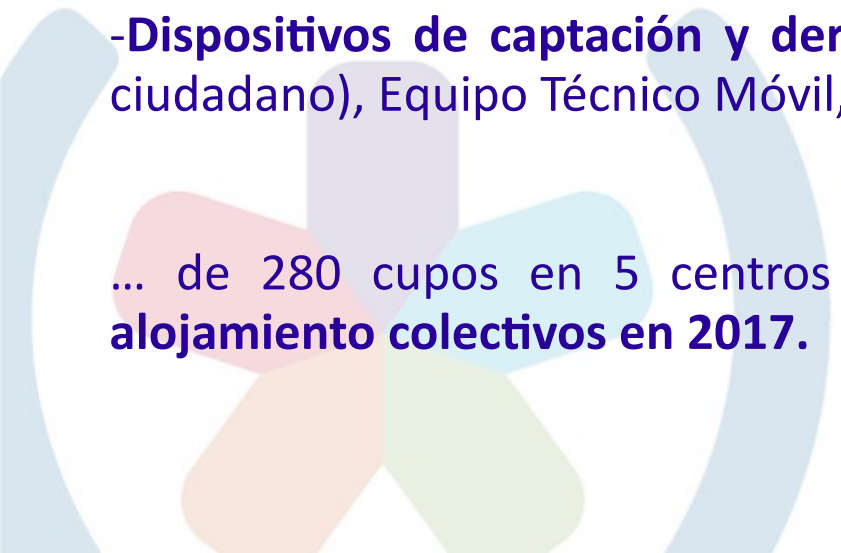 -Dispositivos de captación y der
ciudadano), Equipo Técnico Móvil,
… de 280 cupos en 5 centros
alojamiento colectivos en 2017.